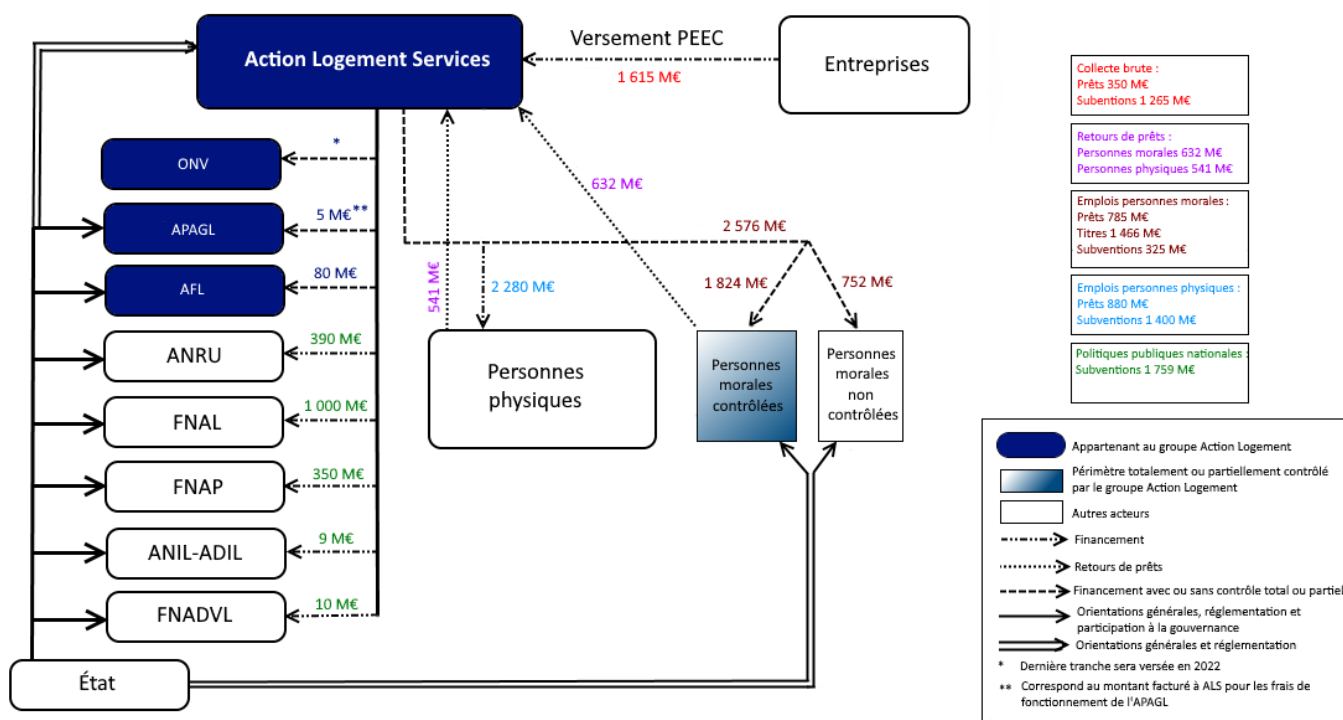 Action Logement Services
Versement PEEC
1 615 M€
Entreprises
Collecte brute :
Prêts 350 M€
Subentions 1 265 M€
Retours de prêts :
Personnes morales 632 M€
Personnes physiques 541 M€
Emplois personnes morales :
Prêts 785 M€
Titres 1 466 M€
Subventions 325 M€
Emplois personnes physiques :
Prêts 880 M€
Subventions 1 400 M€
Politiques publiques nationales :
Subventions 1 759 M€
ONV
*
APAGL
5 M€**
AFL
80 M€
ANRU
390 M€
FNAL
1 000 M€
FNAP
350 M€
ANIL-ADIL
9 M€
FNADVL
10 M€
État
541 M€
2 280 M€
632 M€
2 576 M€
1 824 M€
752 M€
Personnes
physiques
Personnes
morales
contrôlées
Personnes
morales
non
contrôlées
Appartenant au groupe Action Logement
Périmètre totalement ou partiellement contrôlé
par le groupe Action Logement
Autres acteurs
Financement
Retours de prêts
Financement avec ou sans contrôle total ou partiel
Orientations générales, réglementation et
participation à la gouvernance
Orientations générales et réglementation
* Dernière tranche sera versée en 2022
** Correspond au montant facturé à ALS pour les frais de
fonctionnement de l'APAGL